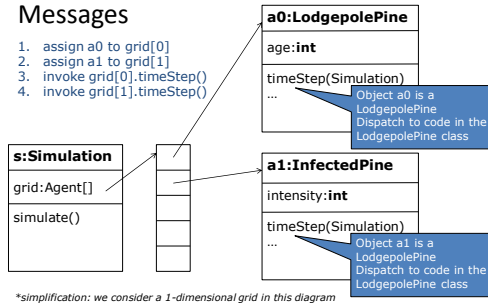 Messages
1. assign a0 to grid[0]
2. assign a1 to grid[1]
3. invoke grid[0].timeStep()
4. invoke grid[1].timeStep()
a0:LodgepolePine
age:int
timeStep(Simulation)
...
Object a0 is a
LodgepolePine
Dispatch to code in the
LodgepolePine class
s:Simulation
grid:Agent[]
simulate()
a1:InfectedPine
intensity:int
timeStep(Simulation)
...
Object a1 is a
LodgepolePine
Dispatch to code in the
LodgepolePine class
*simplification: we consider a 1-dimensional grid in this diagram